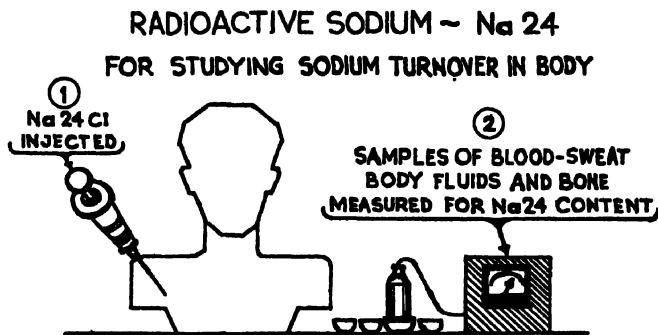 RADIOACTIVE SODIUM ~ Na 24
FOR STUDYING SODIUM TURNOVER IN BODY
1
Na 24 Cl
INJECTED
2
SAMPLES OF BLOOD-SWEAT
BODY FLUIDS AND BONE
MEASURED FOR Na24 CONTENT